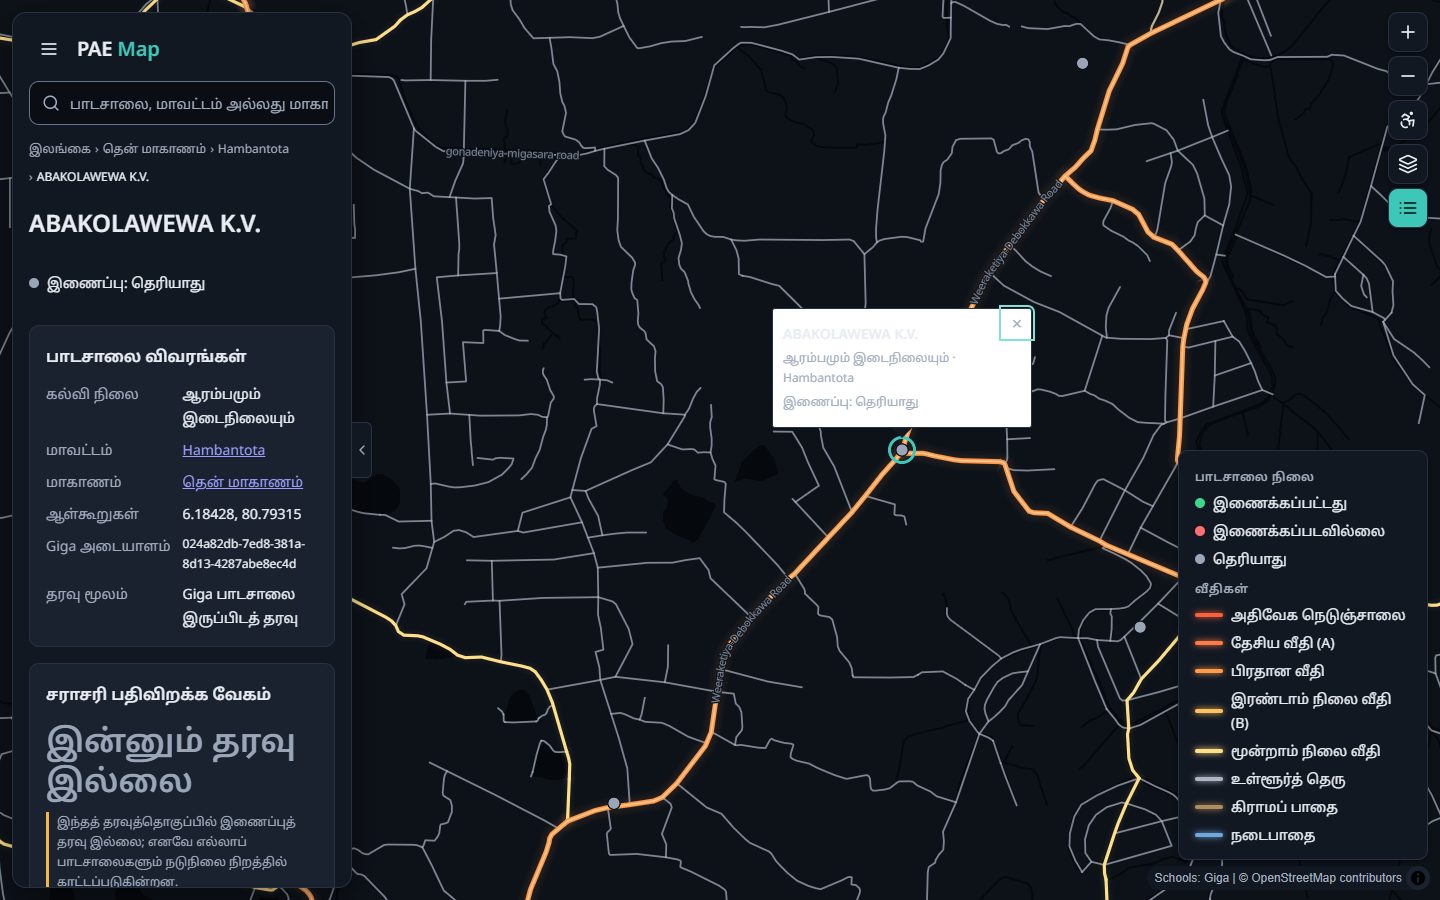 PAE Map
பாடசாலை, மாவட்டம் அல்லது மாகா
இலங்கை › தென் மாகாணம் › Hambantota
› ABAKOLAWEWA K.V.
ABAKOLAWEWA K.V.
இணைப்பு: தெரியாது
பாடசாலை விவரங்கள்
கல்வி நிலை ஆரம்பமும்
இடைநிலையும்
மாவட்டம் Hambantota
மாகாணம் தென் மாகாணம்
ஆள்கூறுகள் 6.18428, 80.79315
Giga அடையாளம் 024a82db-7ed8-381a-
8d13-4287abe8ec4d
தரவு மூலம் Giga பாடசாலை
இருப்பிடத் தரவு
சராசரி பதிவிறக்க வேகம்
இன்னும் தரவு
இல்லை
இந்தத் தரவுத்தொகுப்பில் இணைப்புத்
தரவு இல்லை; எனவே எல்லாப்
பாடசாலைகளும் நடுநிலை நிறத்தில்
காட்டப்படுகின்றன.
gonadeniya-migasara-road
Weeraketiya-Debokkawa Road
ABAKOLAWEWA K.V.
ஆரம்பமும் இடைநிலையும் ·
Hambantota
இணைப்பு: தெரியாது
Weeraketiya-Debokkawa Road
பாடசாலை நிலை
இணைக்கப்பட்டது
இணைக்கப்படவில்லை
தெரியாது
வீதிகள்
அதிவேக நெடுஞ்சாலை
தேசிய வீதி (A)
பிரதான வீதி
இரண்டாம் நிலை வீதி
(B)
மூன்றாம் நிலை வீதி
உள்ளூர்த் தெரு
கிராமப் பாதை
நடைபாதை
Schools: Giga | © OpenStreetMap contributors